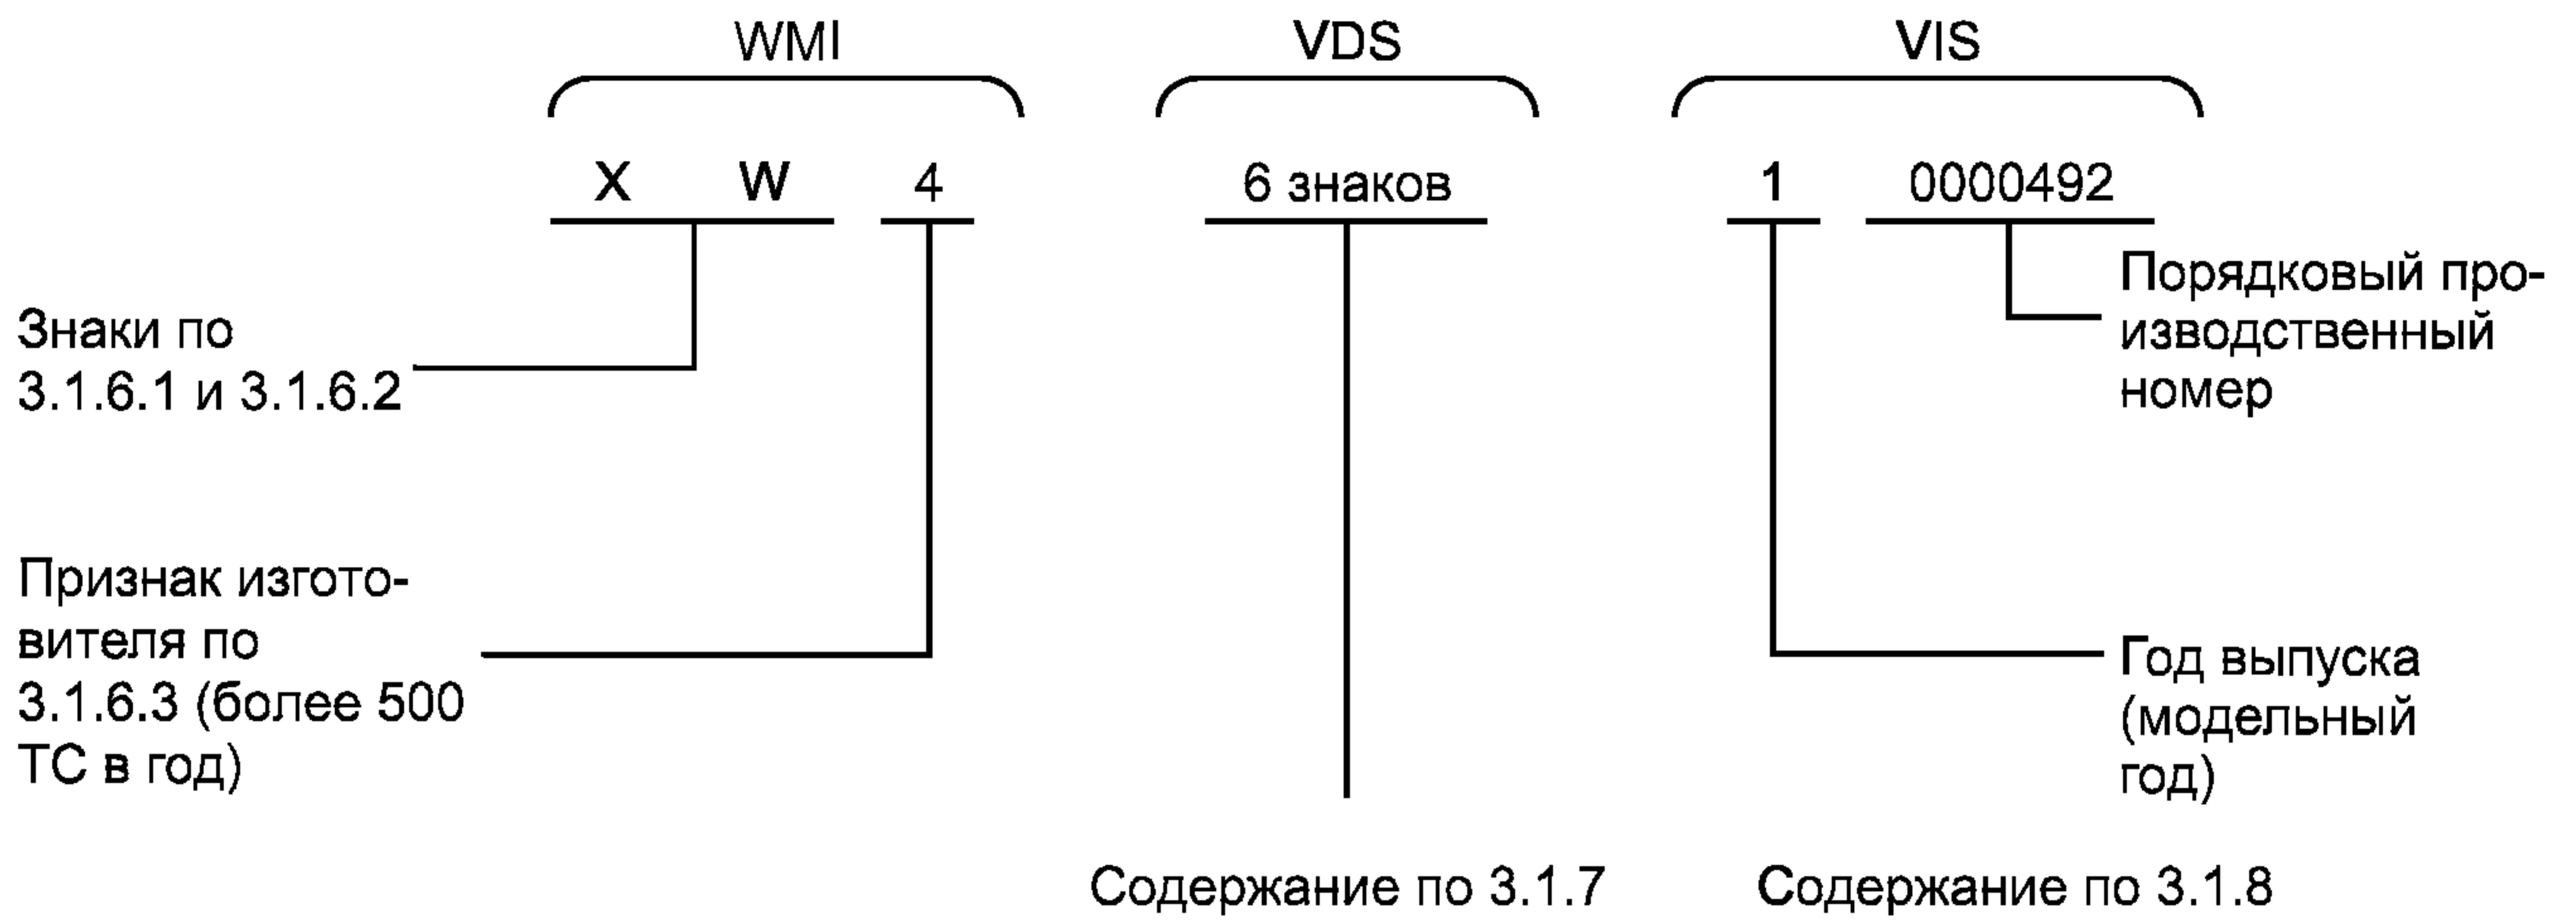 WMI VDS VIS
X W 4 6 знаков 1 0000492
Порядковый про-
изводственный
номер
Знаки по
3.1.6.1 и 3.1.6.2
Признак изгото-
вителя по
3.1.6.3 (более 500
ТС в год)
Год выпуска
(модельный
год)
Содержание по 3.1.7 Содержание по 3.1.8